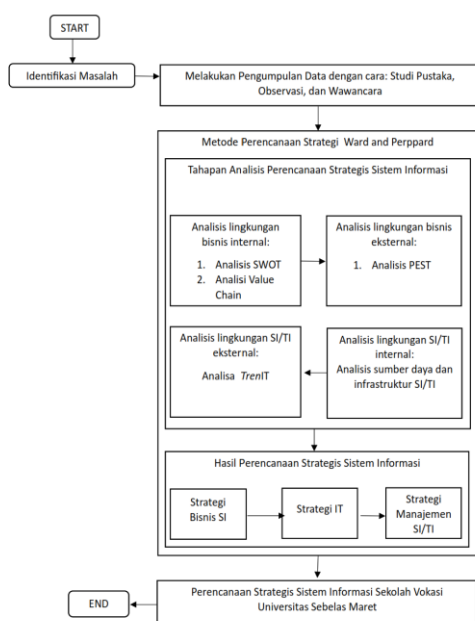 START
Identifikasi Masalah
Melakukan Pengumpulan Data dengan cara: Studi Pustaka,
Observasi, dan Wawancara
Metode Perencanaan Strategi Ward and Perppard
Tahapan Analisis Perencanaan Strategis Sistem Informasi
Analisis lingkungan
bisnis internal:
1. Analisis SWOT
2. Analisi Value
Chain
Analisis lingkungan bisnis
eksternal:
1. Analisis PEST
Analisis lingkungan SI/TI
eksternal:
Analisa TrenIT
Analisis lingkungan SI/TI
internal:
Analisis sumber daya dan
infrastruktur SI/TI
Hasil Perencanaan Strategis Sistem Informasi
Strategi
Bisnis SI
Strategi IT
Strategi
Manajemen
SI/TI
Perencanaan Strategis Sistem Informasi Sekolah Vokasi
Universitas Sebelas Maret
END